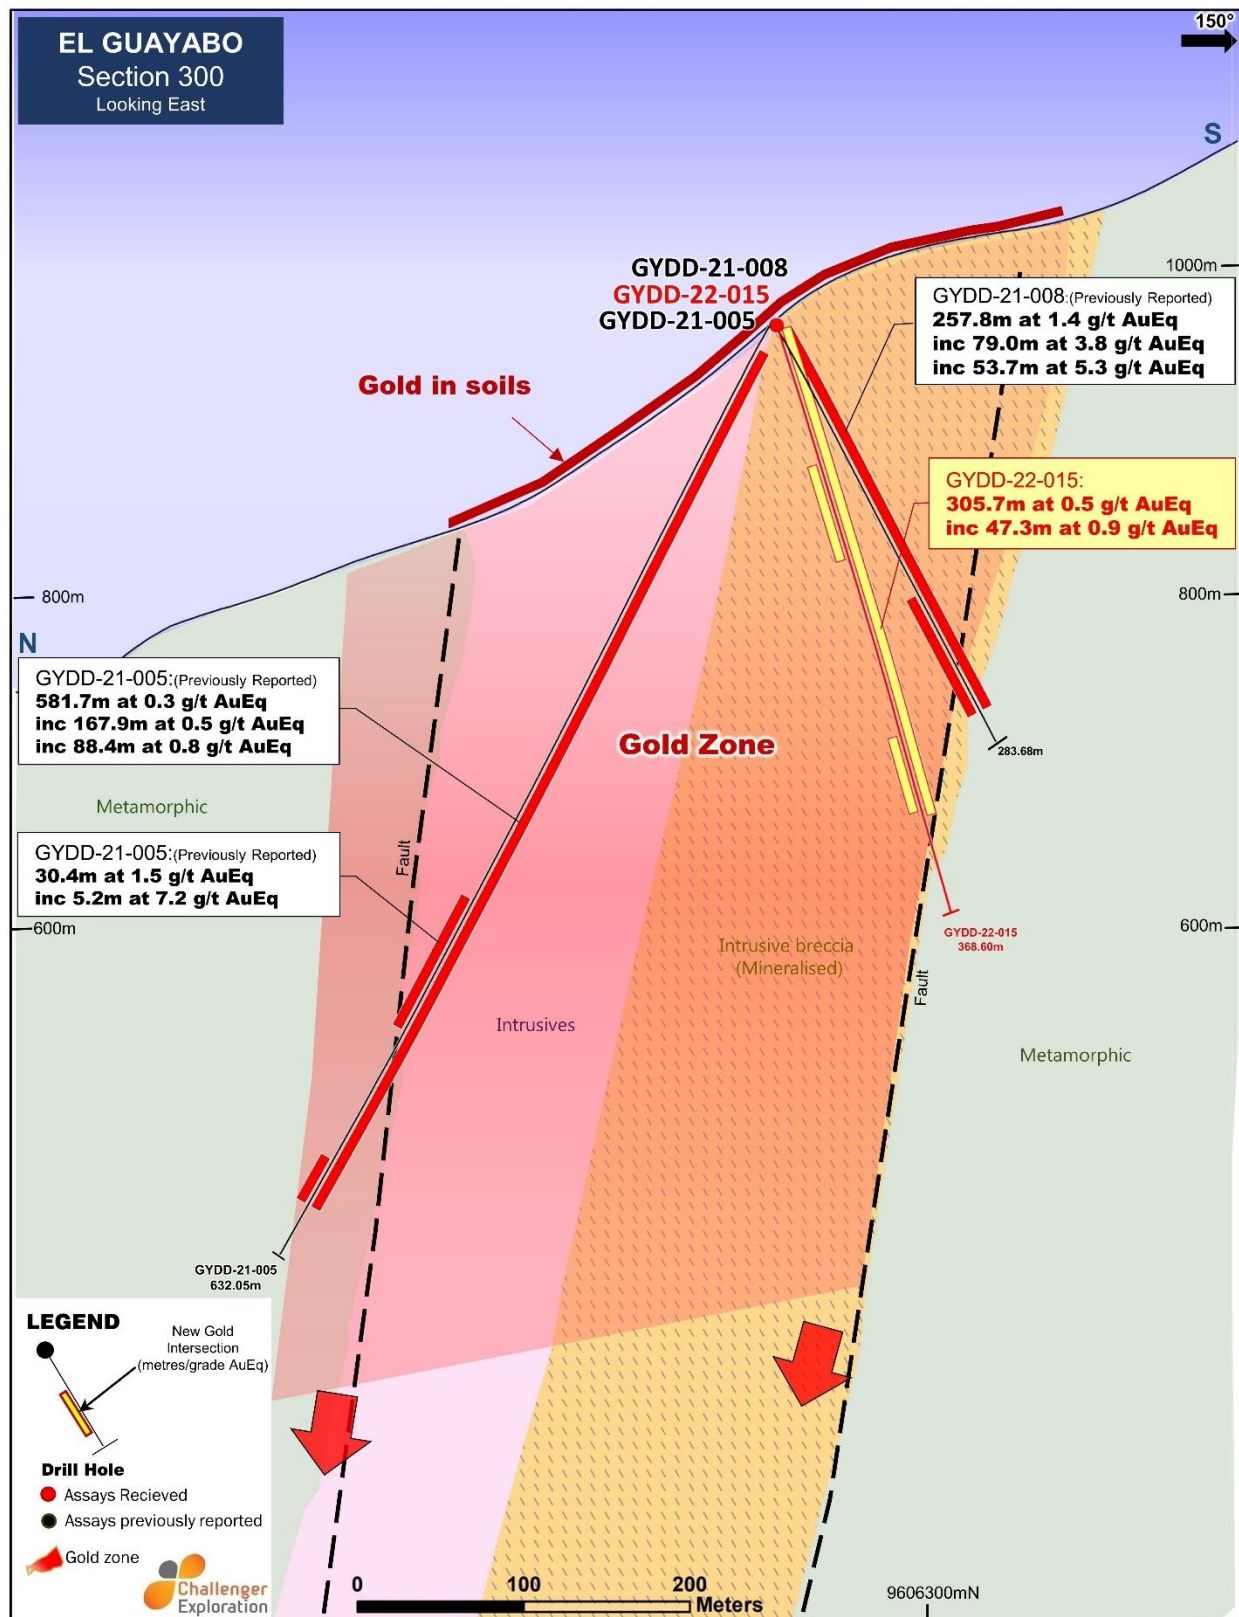 EL GUAYABO
Section 300
Looking East
150°
S
GYDD-21-008
GYDD-22-015
GYDD-21-005
1000m
GYDD-21-008:(Previously Reported)
257.8m at 1.4 g/t AuEq
inc 79.0m at 3.8 g/t AuEq
inc 53.7m at 5.3 g/t AuEq
Gold in soils
GYDD-22-015:
305.7m at 0.5 g/t AuEq
inc 47.3m at 0.9 g/t AuEq
800m
800m
N
GYDD-21-005:(Previously Reported)
581.7m at 0.3 g/t AuEq
inc 167.9m at 0.5 g/t AuEq
inc 88.4m at 0.8 g/t AuEq
Gold Zone
283.68m
Metamorphic
GYDD-21-005:(Previously Reported)
30.4m at 1.5 g/t AuEq
inc 5.2m at 7.2 g/t AuEq
Fault
600m
600m
GYDD-22-015
368.60m
Intrusive breccia
(Mineralised)
Fault
Intrusives
Metamorphic
GYDD-21-005
632.05m
LEGEND
New Gold
Intersection
(metres/grade AuEq)
Drill Hole
Assays Recieved
Assays previously reported
Gold zone
Challenger
Exploration
0
100
200
Meters
9606300mN